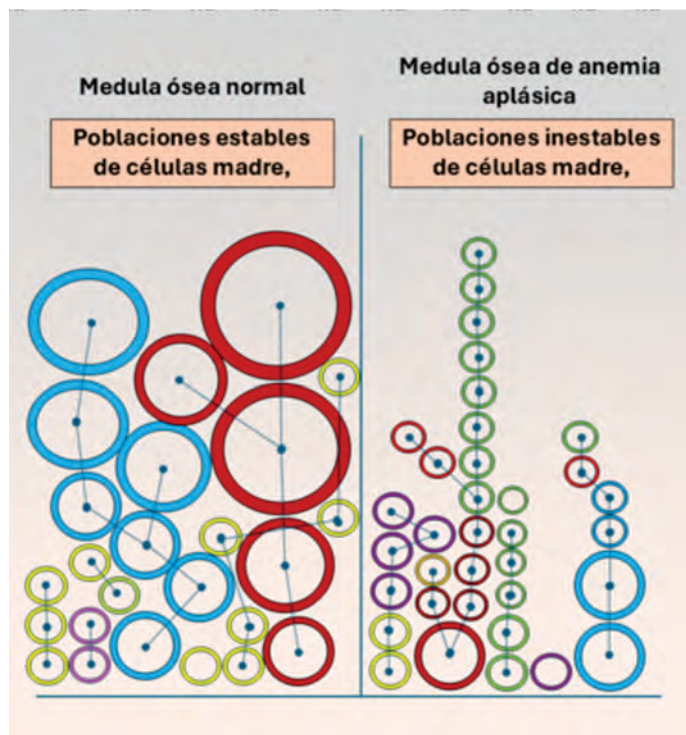 Medula ósea normal
Poblaciones estables
de células madre,
Medula ósea de anemia
aplásica
Poblaciones inestables
de células madre,